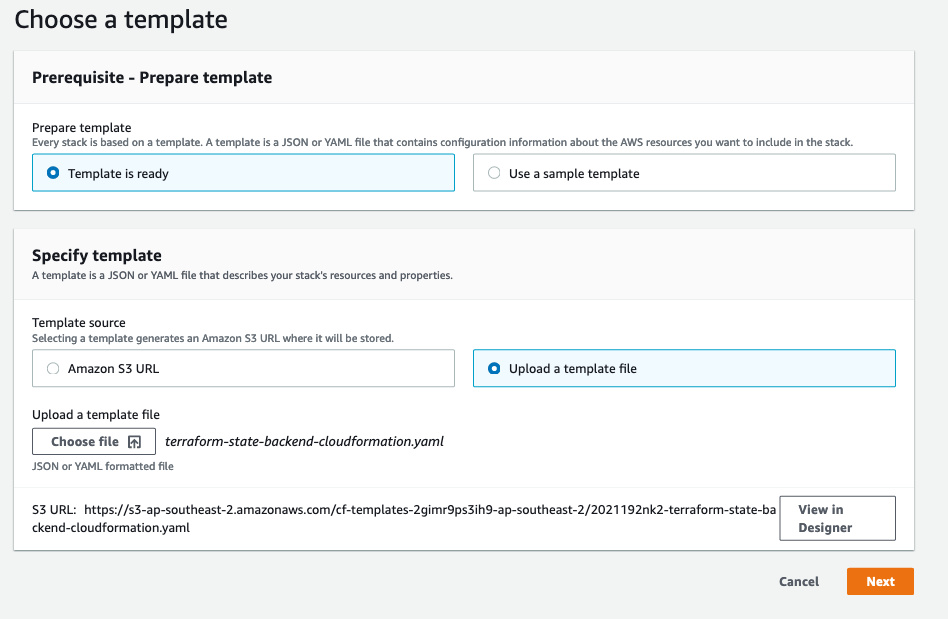 Choose a template
Prerequisite - Prepare template
Prepare template
Every stack is based on a template. A template is a JSON or YAML file that contains configuration information about the AWS resources you want to include in the stack.
Template is ready
Use a sample template
Specify template
A template is a JSON or YAML file that describes your stack's resources and properties.
Template source
Selecting a template generates an Amazon S3 URL where it will be stored.
Amazon S3 URL
Upload a template file
Upload a template file
Choose file
terraform-state-backend-cloudformation.yaml
JSON or YAML formatted file
S3 URL: https://s3-ap-southeast-2.amazonaws.com/cf-templates-2gimr9ps3ih9-ap-southeast-2/2021192nk2-terraform-state-ba
ckend-cloudformation.yaml
View in
Designer
Cancel
Next